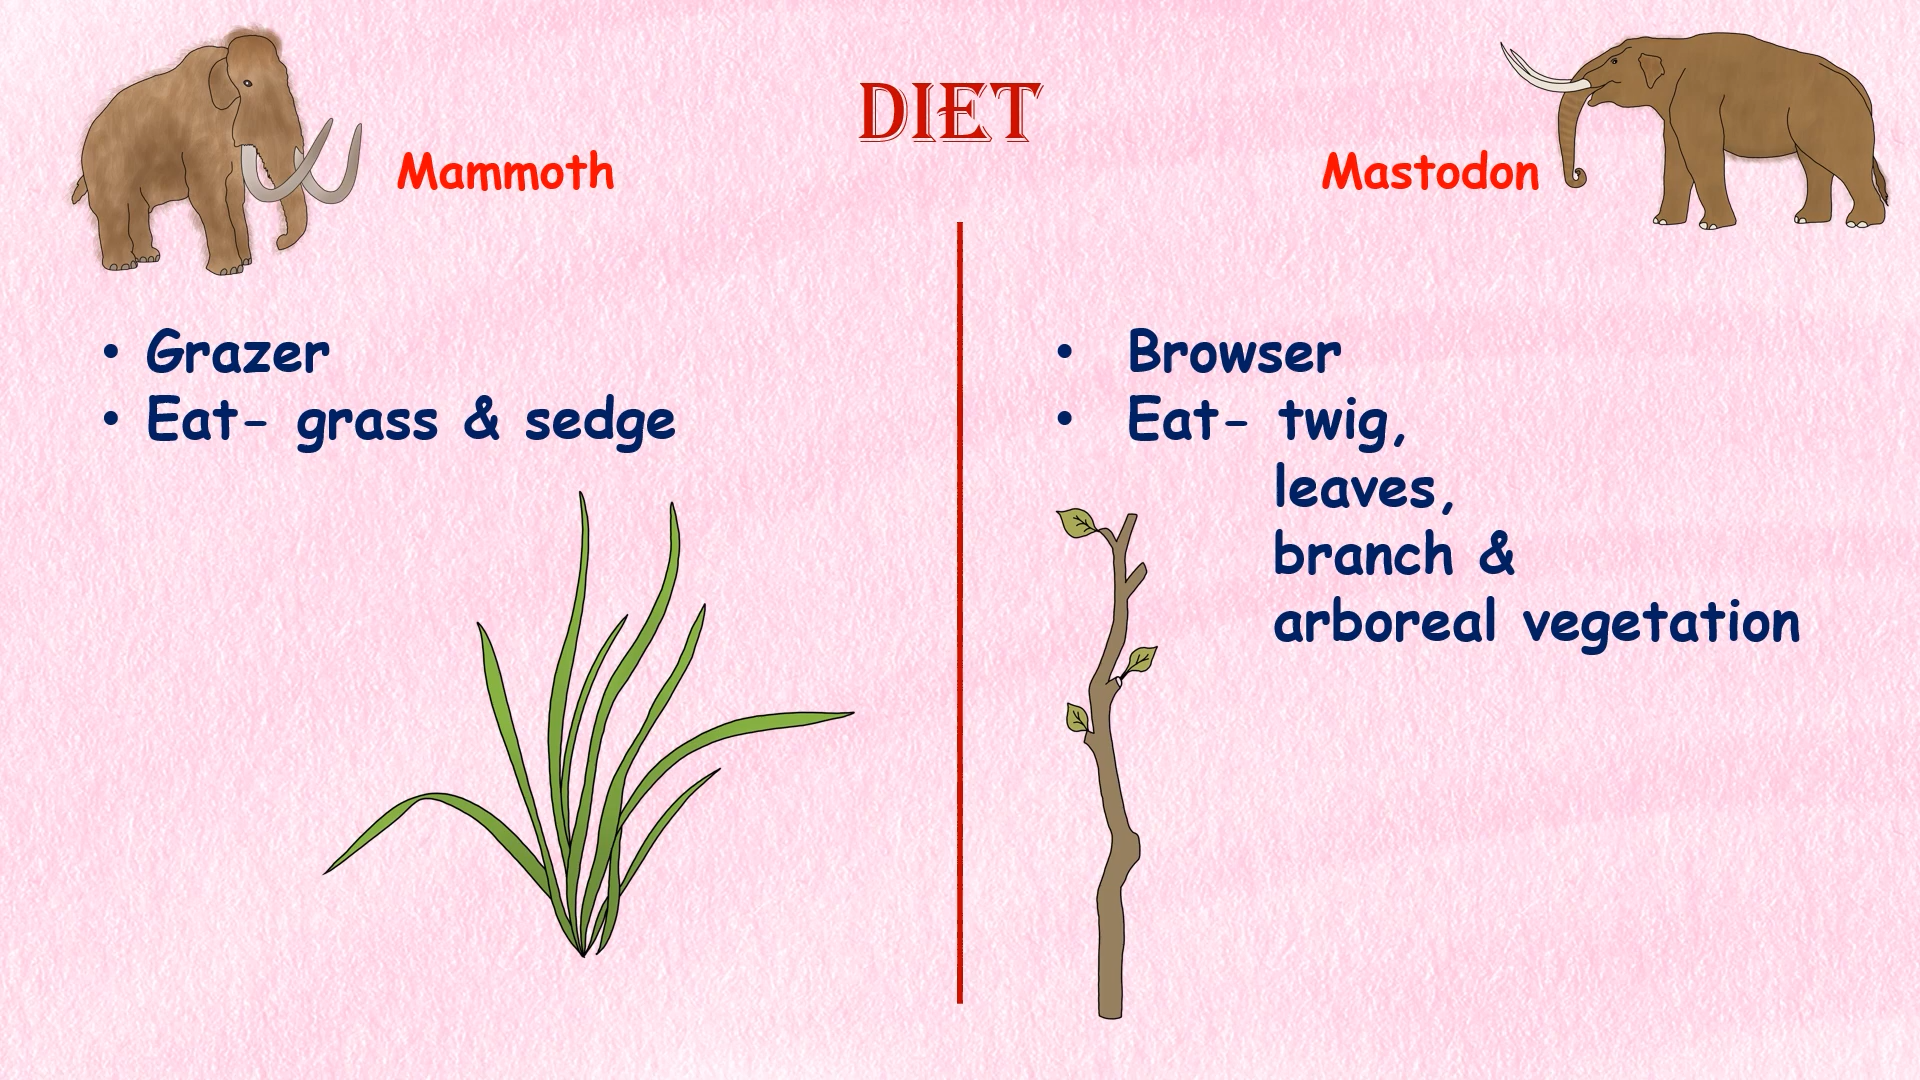 DIET
Mammoth
Mastodon
• Grazer
• Eat- grass & sedge
• Browser
• Eat- twig,
leaves,
branch &
arboreal vegetation